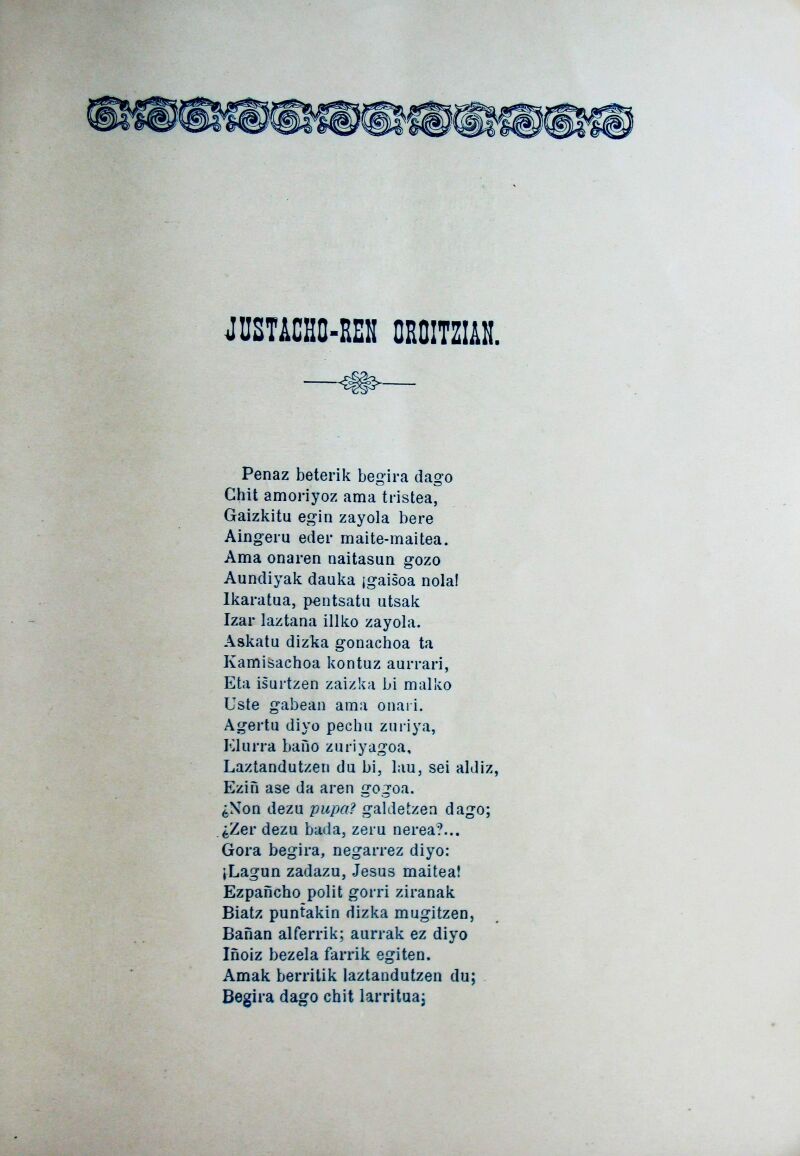 JUSTACHO-REN OROITZIAN.
Penaz beterik begira dago
Chit amoriyoz ama tristea,
Gaizkitu egin zayola bere
Aingeru eder maite-maitea.
Ama onaren naitasun gozo
Aundiyak dauka ¡gaisoa nola!
Ikaratua, pentsatu utsak
Izar laztana illko zayola.
Askatu dizka gonachoa ta
Kamisachoa kontuz aurrari,
Eta isurtzen zaizka bi malko
Uste gabean ama onari.
Agertu diyo pechu zuriya,
Elurra baño zuriyagoa,
Laztandutzen du bi, lau, sei aldiz,
Eziñ ase da aren gogoa.
¿Non dezu pupa? galdetzen dago;
¿Zer dezu bada, zeru nerea?...
Gora begira, negarrez diyo:
¡Lagun zadazu, Jesus maitea!
Ezpañcho polit gorri ziranak
Biatz puntakin dizka mugitzen,
Bañan alferrik; aurrak ez diyo
Iñoiz bezela farrik egiten.
Amak berritik laztandutzen du;
Begira dago chit larritua;